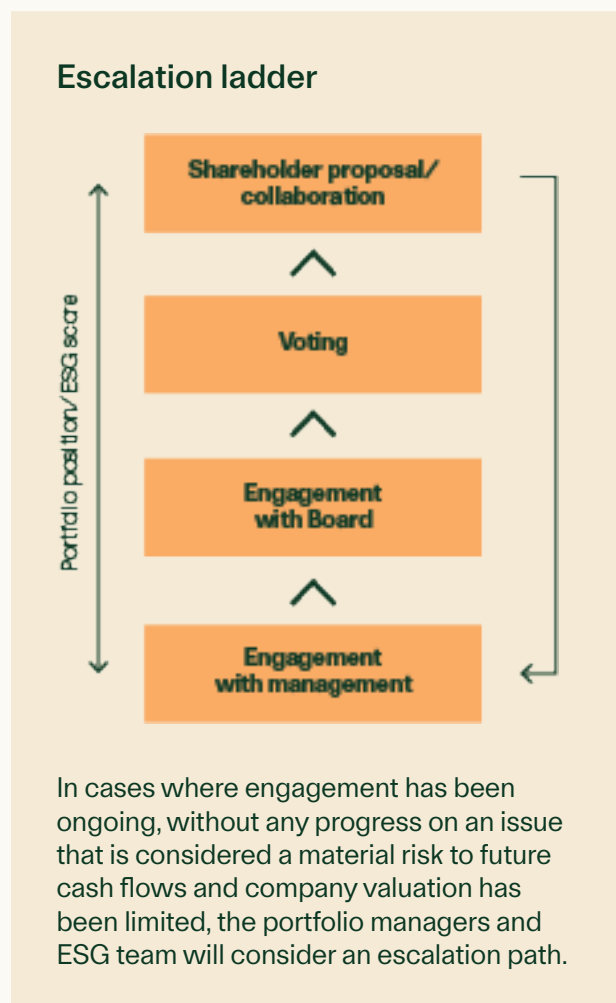 Escalation ladder
Shareholder proposal/
collaboration
Voting
Engagement
with Board
Engagement
with management
Portfolio position/ESG score
In cases where engagement has been
ongoing, without any progress on an issue
that is considered a material risk to future
cash flows and company valuation has
been limited, the portfolio managers and
ESG team will consider an escalation path.